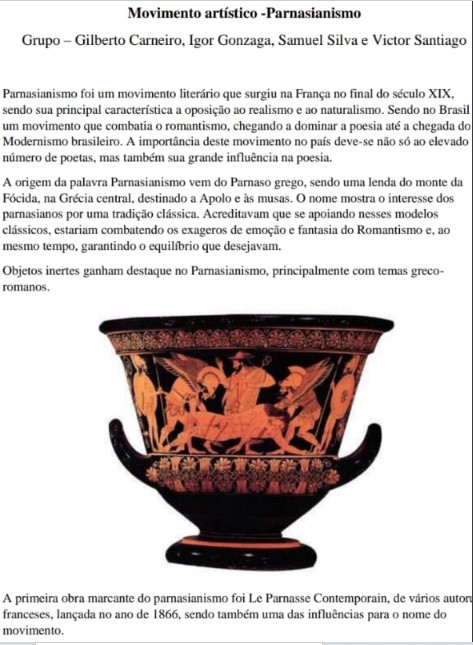 Movimento artístico -Parnasianismo
Grupo – Gilberto Carneiro, Igor Gonzaga, Samuel Silva e Victor Santiago
Parnasianismo foi um movimento literário que surgiu na França no final do século XIX,
sendo sua principal característica a oposição ao realismo e ao naturalismo. Sendo no Brasil
um movimento que combatia o romantismo, chegando a dominar a poesia até a chegada do
Modernismo brasileiro. A importância deste movimento no país deve-se não só ao elevado
número de poetas, mas também sua grande influência na poesia.
A origem da palavra Parnasianismo vem do Parnaso grego, sendo uma lenda do monte da
Fócida, na Grécia central, destinado a Apolo e às musas. O nome mostra o interesse dos
parnasianos por uma tradição clássica. Acreditavam que se apoiando nesses modelos
clássicos, estariam combatendo os exageros de emoção e fantasia do Romantismo e, ao
mesmo tempo, garantindo o equilíbrio que desejavam.
Objetos inertes ganham destaque no Parnasianismo, principalmente com temas greco-
romanos.
A primeira obra marcante do parnasianismo foi Le Parnasse Contemporain, de vários autor
franceses, lançada no ano de 1866, sendo também uma das influências para o nome do
movimento.